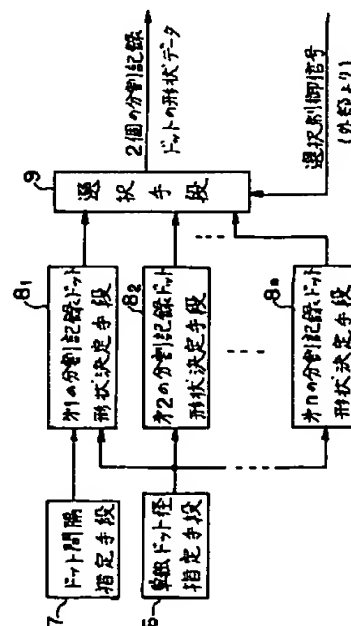 7
ドット間隔
指定手段
6
単独ドット径
指定手段
8₁
第1の分割記録ドット
形状決定手段
8₂
第2の分割記録ドット
形状決定手段
8n
第nの分割記録ドット
形状決定手段
9
選択手段
2個の分割記録
ドットの形状データ
選択制御信号
(外部より)